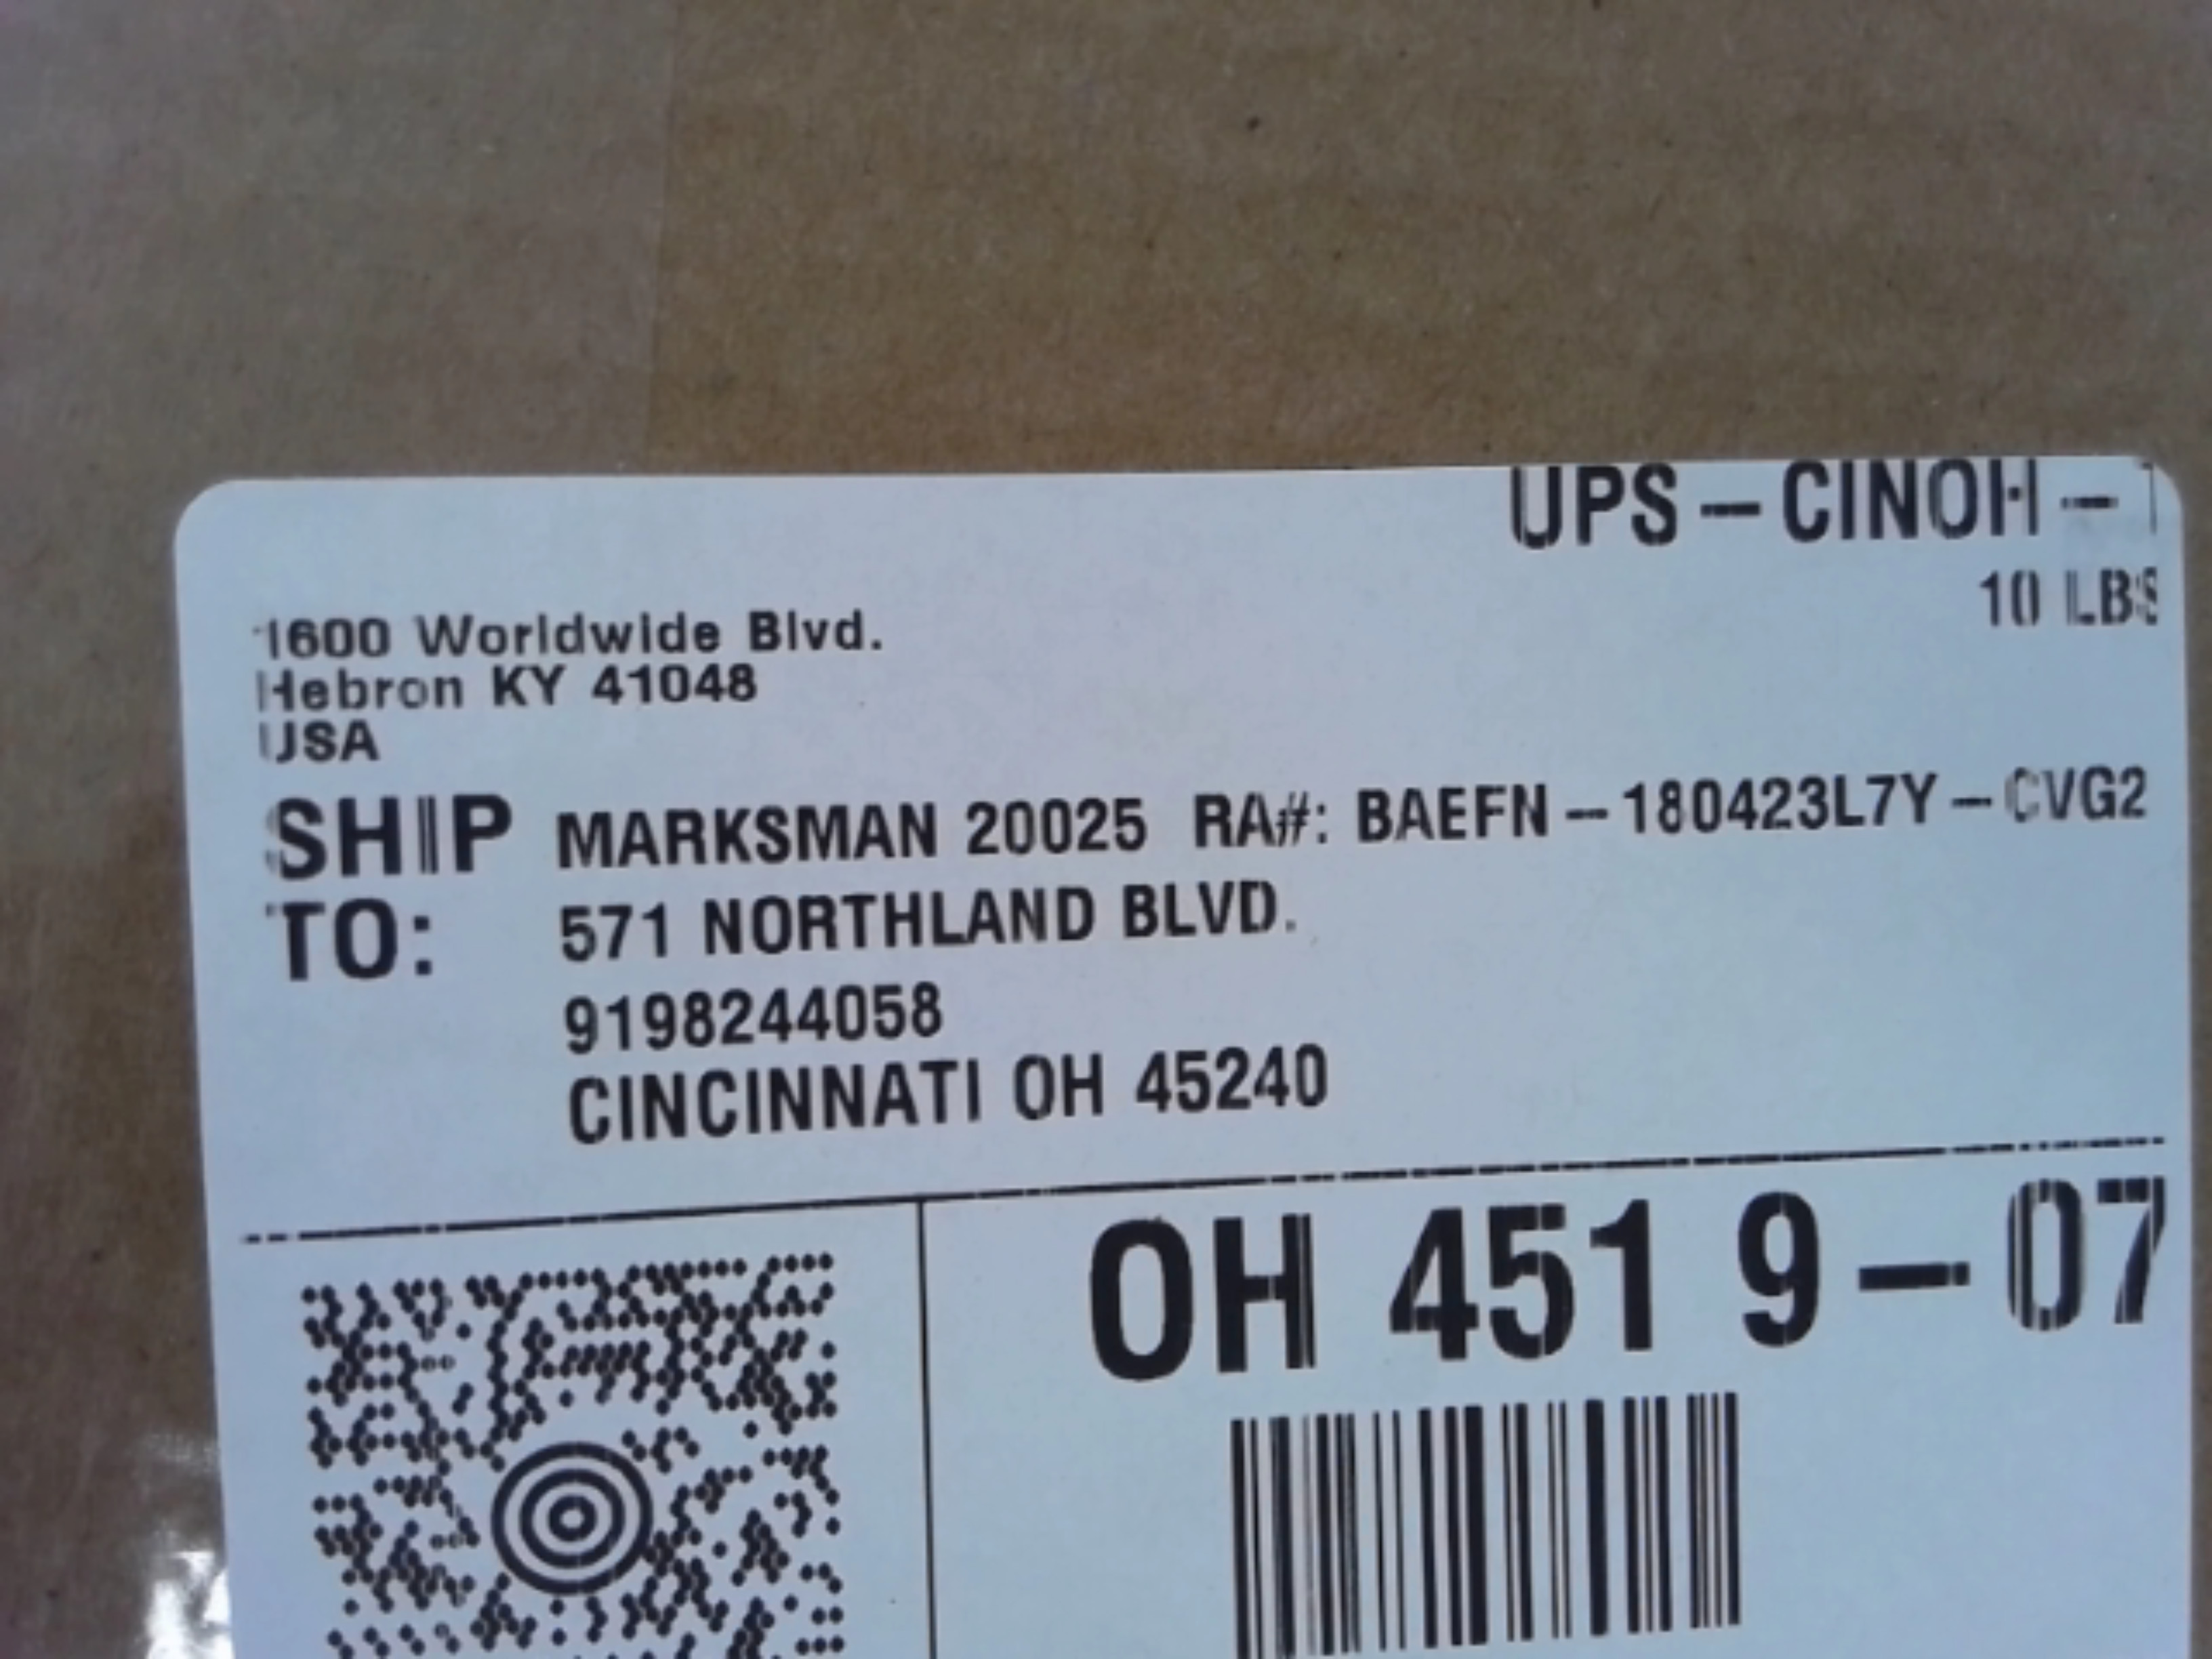 UPS - CINOH -
10 LBS
1600 Worldwide Blvd.
Hebron KY 41048
USA
SHIP TO: MARKSMAN 20025 RA#: BAEFN - 180423L7Y - CVG2
571 NORTHLAND BLVD.
9198244058
CINCINNATI OH 45240
OH 451 9 - 07